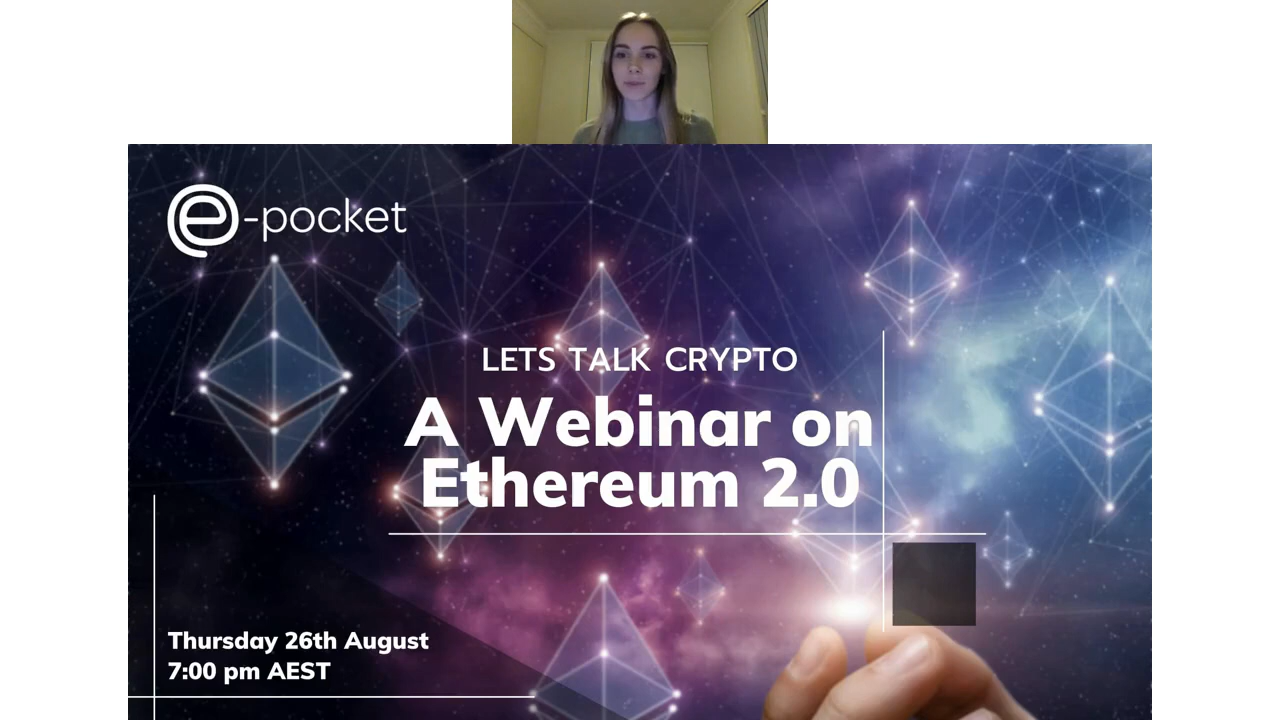 e-pocket
LETS TALK CRYPTO
A Webinar on
Ethereum 2.0
Thursday 26th August
7:00 pm AEST